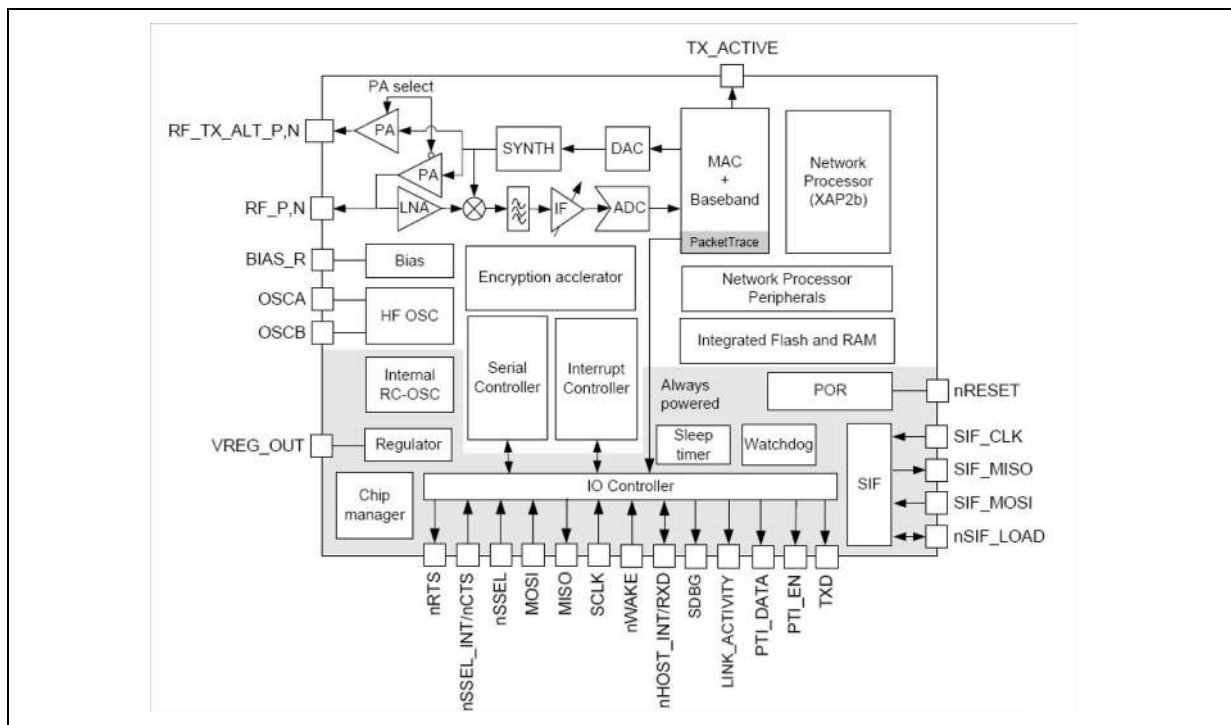 TX_ACTIVE
PA select
RF_TX_ALT_P,N
PA
SYNTH
DAC
MAC
+
Baseband
Network
Processor
(XAP2b)
PA
RF_P,N
LNA
IF
ADC
PacketTrace
BIAS_R
Bias
Encryption acclerator
Network Processor
Peripherals
OSCA
HF OSC
OSCB
Serial
Controller
Interrupt
Controller
Integrated Flash and RAM
Internal
RC-OSC
Always
powered
POR
nRESET
VREG_OUT
Regulator
Sleep
timer
Watchdog
SIF
SIF_CLK
SIF_MISO
SIF_MOSI
nSIF_LOAD
Chip
manager
IO Controller
nRTS
nSSEL_INT/nCTS
nSSEL
MOSI
MISO
SCLK
nWAKE
nHOST_INT/RXD
SDBG
LINK_ACTIVITY
PTI_DATA
PTI_EN
TXD